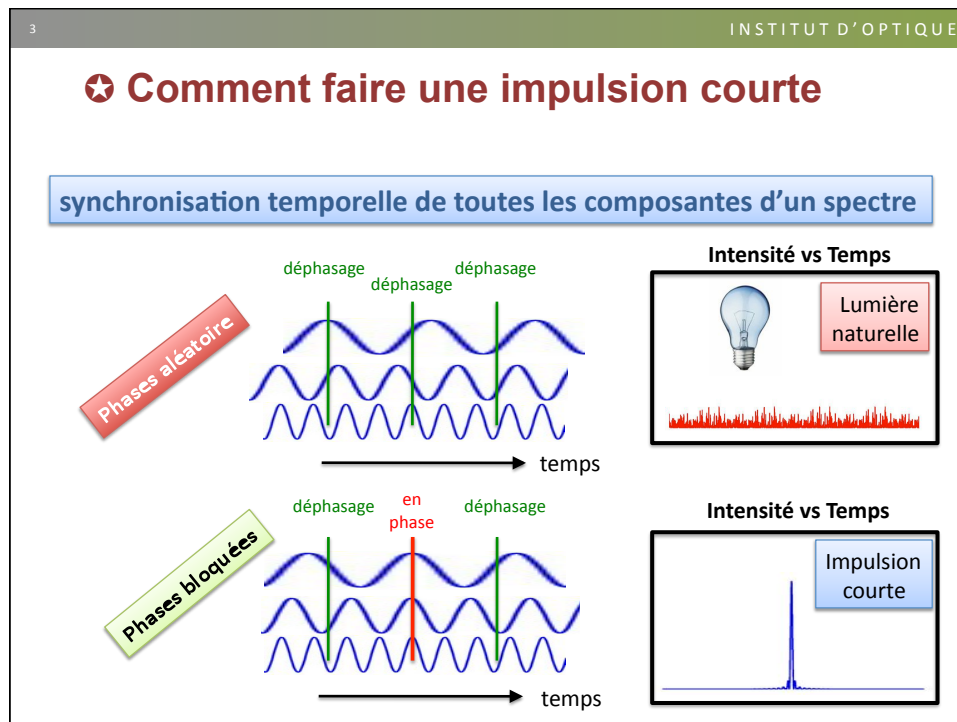 3
INSTITUT D'OPTIQUE
✪ Comment faire une impulsion courte
synchronisation temporelle de toutes les composantes d'un spectre
Phases aléatoire
déphasage
déphasage
déphasage
temps
Intensité vs Temps
Lumière
naturelle
Phases bloquées
déphasage
en
phase
déphasage
temps
Intensité vs Temps
Impulsion
courte